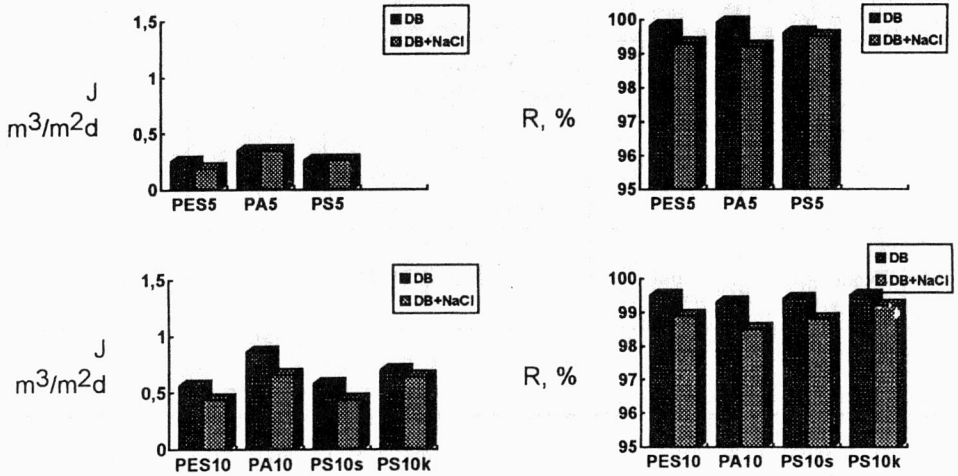 1,5
1
0,5
0
J
m3/m2d
DB
DB+NaCl
PES5 PA5 PS5
100
99
98
97
96
95
R, %
DB
DB+NaCl
PES5 PA5 PS5
1,5
1
0,5
0
J
m3/m2d
DB
DB+NaCl
PES10 PA10 PS10s PS10k
100
99
98
97
96
95
R, %
DB
DB+NaCl
PES10 PA10 PS10s PS10k